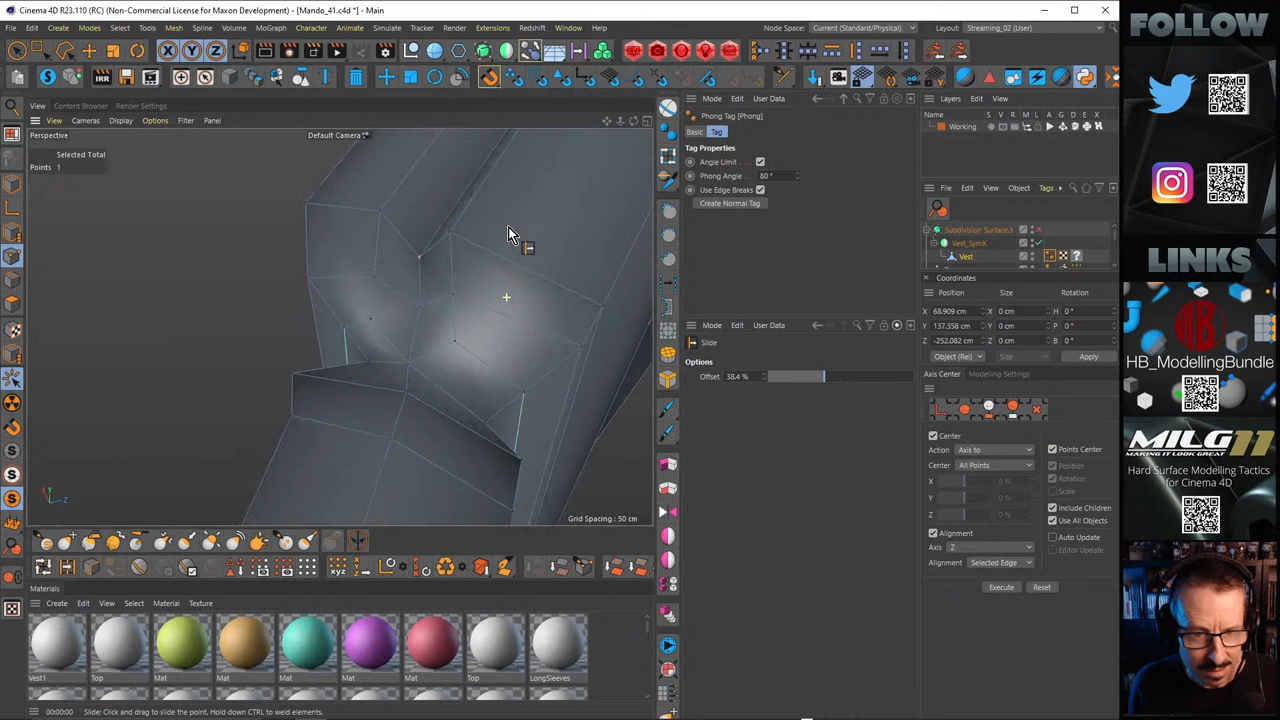 Cinema 4D R23.110 (RC) (Non-Commercial License for Maxon Development) - [Mando_41.c4d *] - Main
File Edit Create Modes Select Tools Spline Mesh Volume MoGraph Character Animate Simulate Tracker Render Extensions Redshift Window Help
Node Space: Current (Standard/Physical) Layout: Streaming_02 (User)
X Y Z
IRR
View Content Browser Render Settings
View Cameras Display Options Filter Panel
Perspective
Default Camera
Selected Total
Points 1
Grid Spacing : 50 cm
Mode Edit User Data
Phong Tag [Phong]
Basic Tag
Tag Properties
Angle Limit
Phong Angle 80 °
Use Edge Breaks
Create Normal Tag
Mode Edit User Data
Slide
Options
Offset 38.4 %
Layers Edit View
Name S V R M L A G D E X
Working
File Edit View Object Tags
Subdivision Surface.3
Vest_SymX
Vest
Coordinates
Position Size Rotation
X 68.909 cm X 0 cm H 0 °
Y 137.358 cm Y 0 cm P 0 °
Z -252.082 cm Z 0 cm B 0 °
Object (Rel) Size Apply
Axis Center Modelling Settings
Center
Action Axis to Points Center
Center All Points Position
X 0 % Rotation
Y 0 % Scale
Z 0 %
Include Children
Alignment Use All Objects
Axis Z Auto Update
Editor Update
Alignment Selected Edge
Execute Reset
Materials
Create Edit View Select Material Texture
Vest1 Top Mat Mat Mat Mat Mat Top LongSleeves
00:00:00 Slide: Click and drag to slide the point. Hold down CTRL to weld elements.
FOLLOW
LINKS
HB_ModellingBundle
MILG11
MAKING IT LOOK GREAT
Hard Surface Modelling Tactics
for Cinema 4D